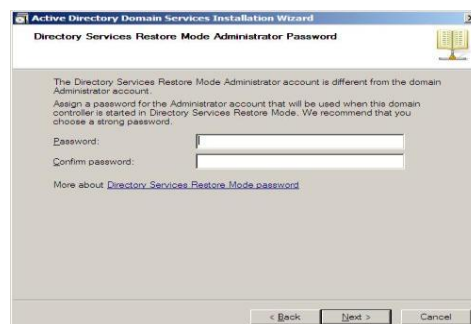 Active Directory Domain Services Installation Wizard
Directory Services Restore Mode Administrator Password
The Directory Services Restore Mode Administrator account is different from the domain
Administrator account.
Assign a password for the Administrator account that will be used when this domain
controller is started in Directory Services Restore Mode. We recommend that you
choose a strong password.
Password:
Confirm password:
More about Directory Services Restore Mode password
< Back
Next >
Cancel